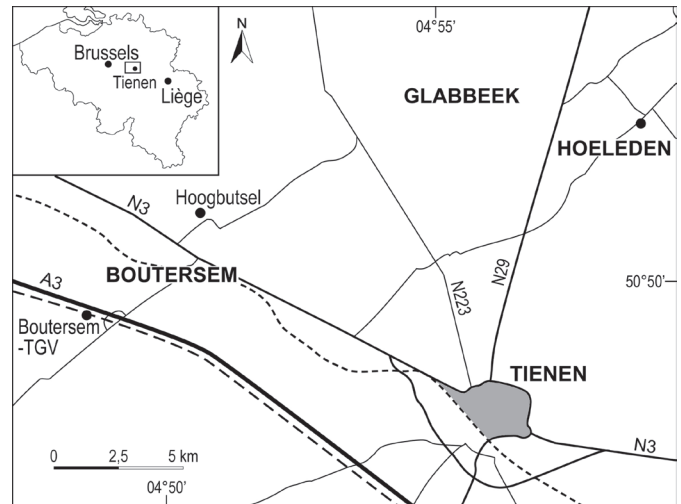 N
04°55'
Brussels
Tienen
Liège
GLABBEEK
HOELEDEN
Hoogbutsel
N3
BOUTERSEM
A3
N29
N223
50°50'
Boutersem
-TGV
TIENEN
N3
0 2,5 5 km
04°50'